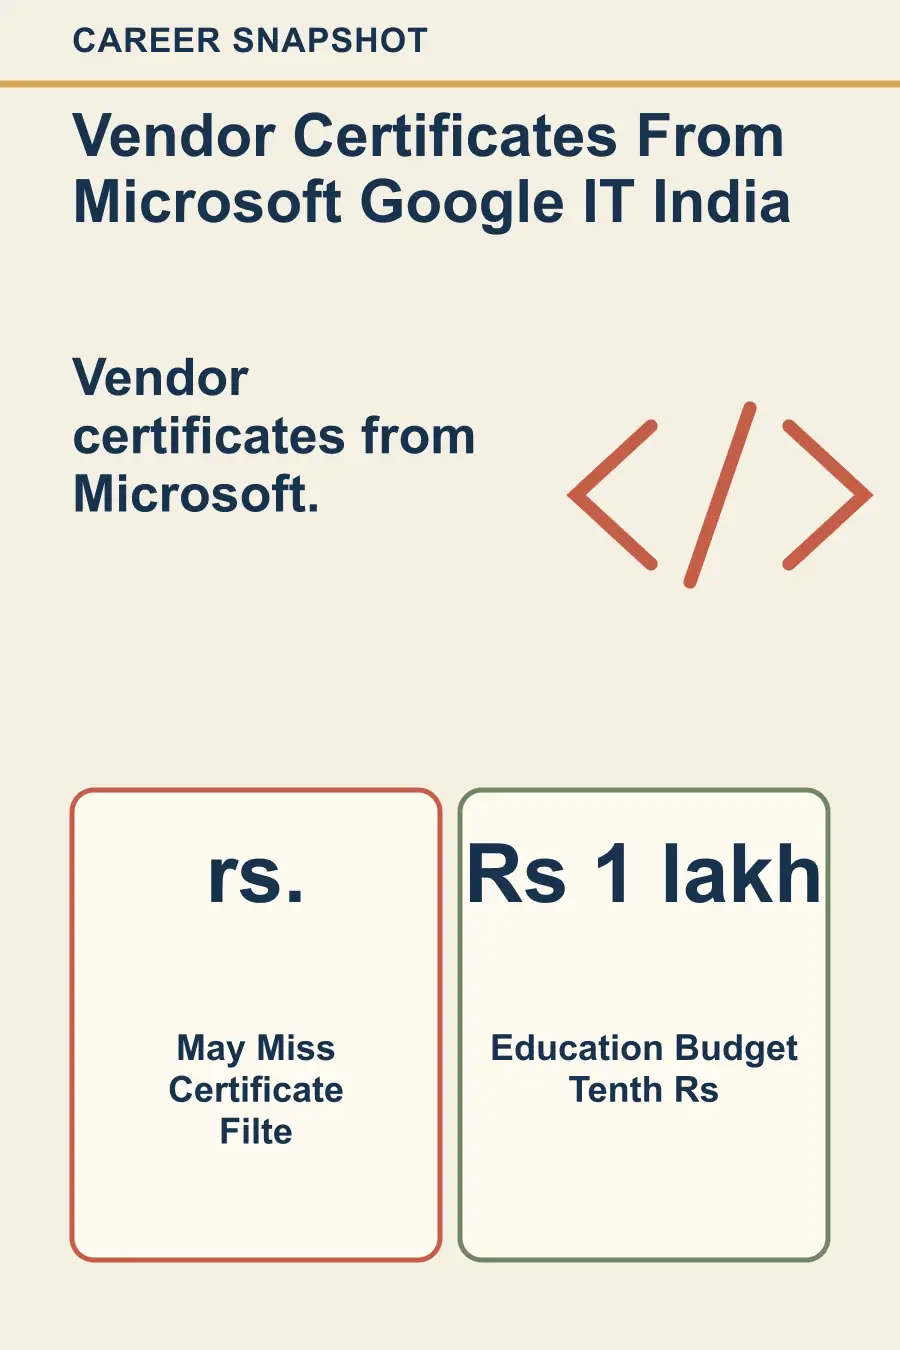 CAREER SNAPSHOT
Vendor Certificates From
Microsoft Google IT India
Vendor
certificates from
Microsoft.
rs.
May Miss
Certificate
Filte
Rs 1 lakh
Education Budget
Tenth Rs